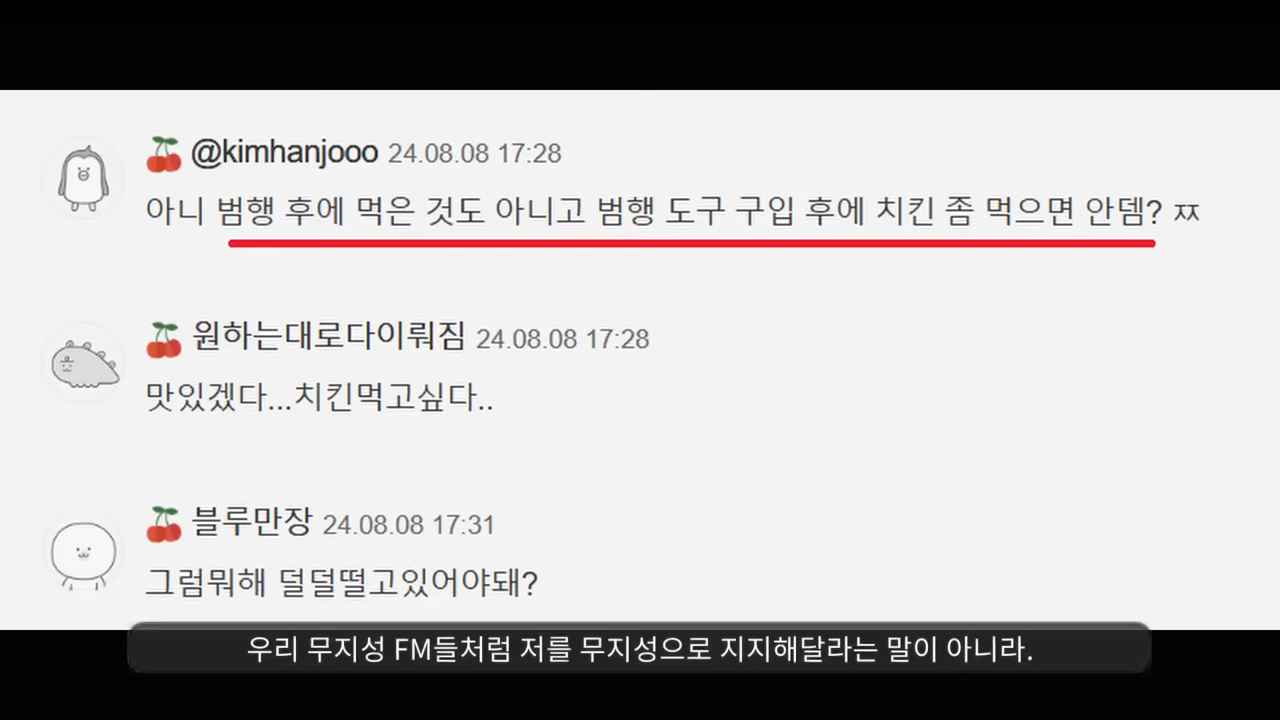 @kimhanjooo 24.08.08 17:28
아니 범행 후에 먹은 것도 아니고 범행 도구 구입 후에 치킨 좀 먹으면 안뎀? ㅉ
원하는대로다이뤄짐 24.08.08 17:28
맛있겠다...치킨먹고싶다..
블루만장 24.08.08 17:31
그럼뭐해 덜덜떨고있어야돼?
우리 무지성 FM들처럼 저를 무지성으로 지지해달라는 말이 아니라.